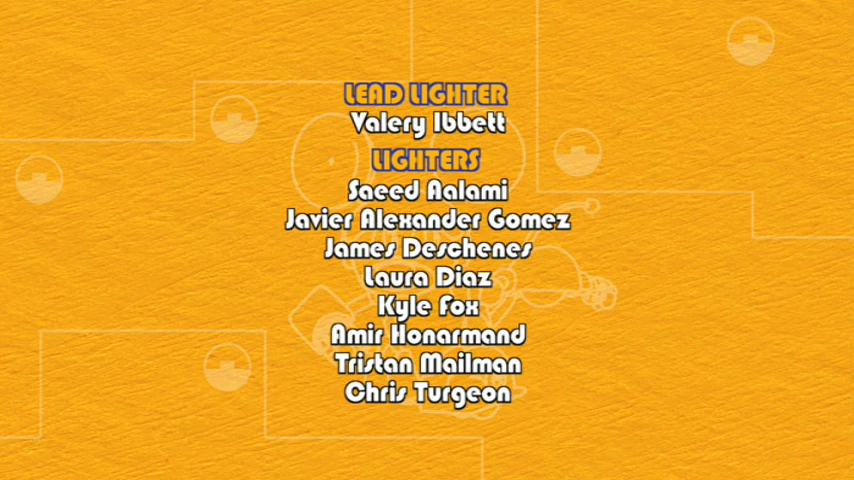 LEAD LIGHTER
Valery Ibbett
LIGHTERS
Saeed Aalami
Javier Alexander Gomez
James Deschenes
Laura Diaz
Kyle Fox
Amir Honarmand
Tristan Mailman
Chris Turgeon